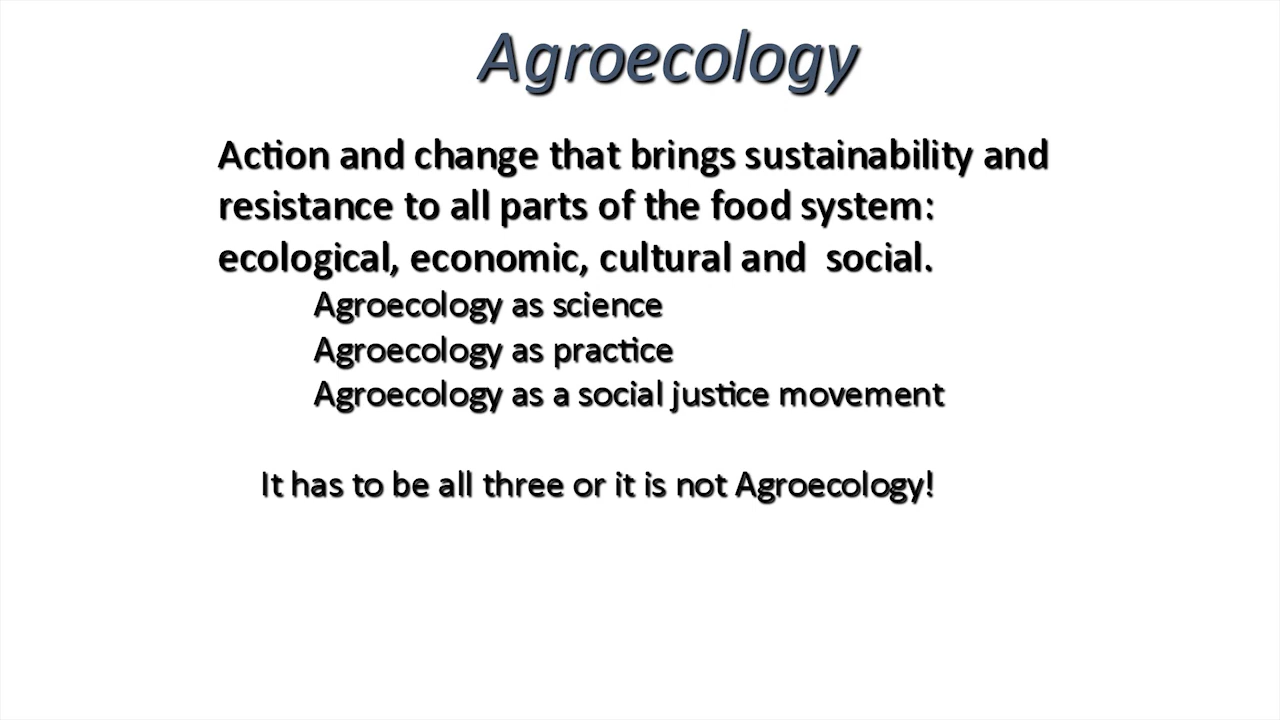 Agroecology
Action and change that brings sustainability and
resistance to all parts of the food system:
ecological, economic, cultural and  social.
Agroecology as science
Agroecology as practice
Agroecology as a social justice movement
It has to be all three or it is not Agroecology!